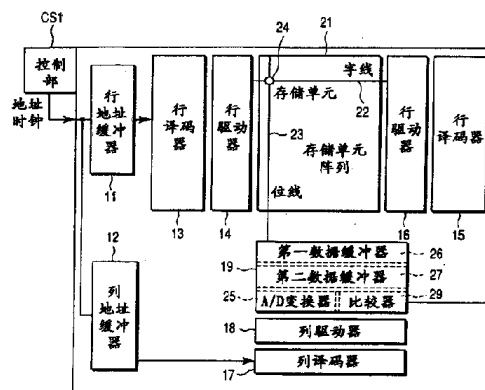 CS1
控制部
地址时钟
行地址缓冲器
11
行译码器
13
行驱动器
14
21
24
字线
存储单元
22
23
存储单元阵列
位线
行驱动器
16
行译码器
15
12
列地址缓冲器
第一数据缓冲器
26
19
第二数据缓冲器
27
25
A/D变换器
比较器
29
18
列驱动器
17
列译码器